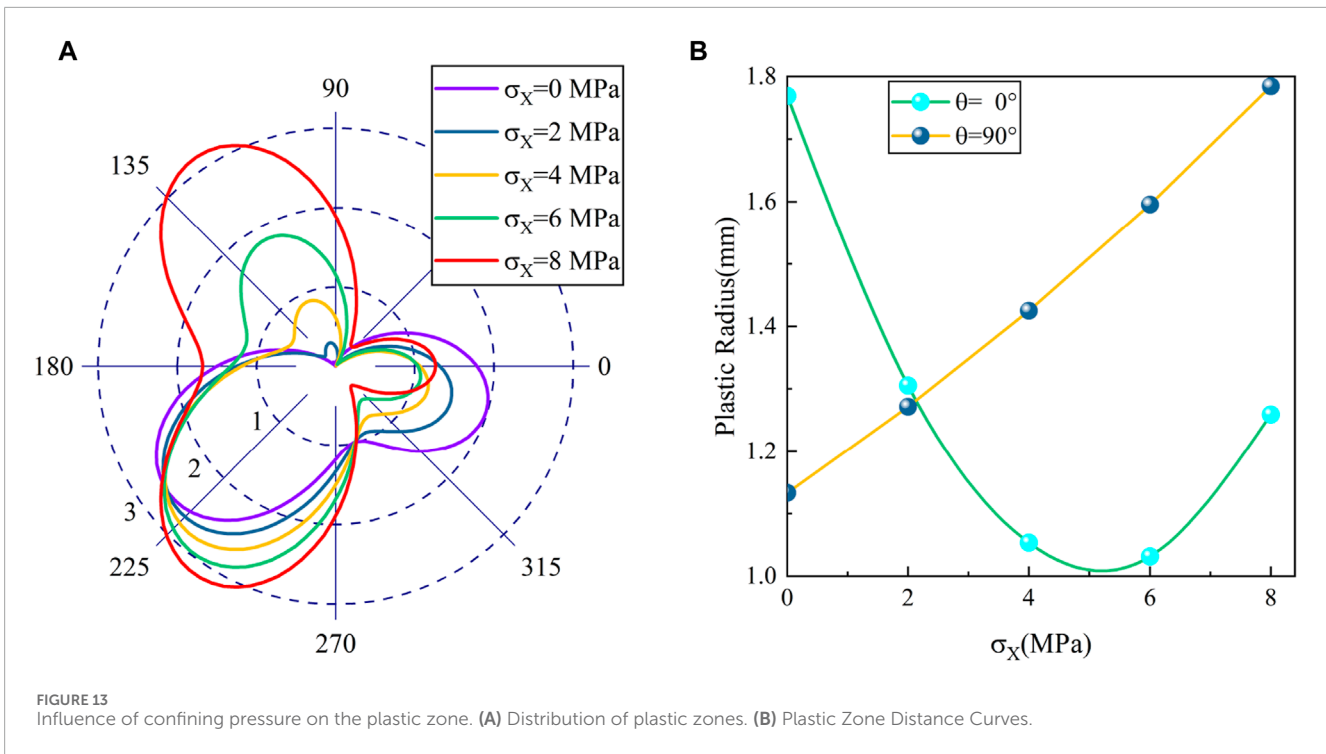 A
90
135
180
0
1
2
3
225
315
270
σX=0 MPa
σX=2 MPa
σX=4 MPa
σX=6 MPa
σX=8 MPa
B
1.8
1.6
1.4
1.2
1.0
Plastic Radius(mm)
θ= 0°
θ=90°
0 2 4 6 8
σX(MPa)
FIGURE 13
Influence of confining pressure on the plastic zone. (A) Distribution of plastic zones. (B) Plastic Zone Distance Curves.